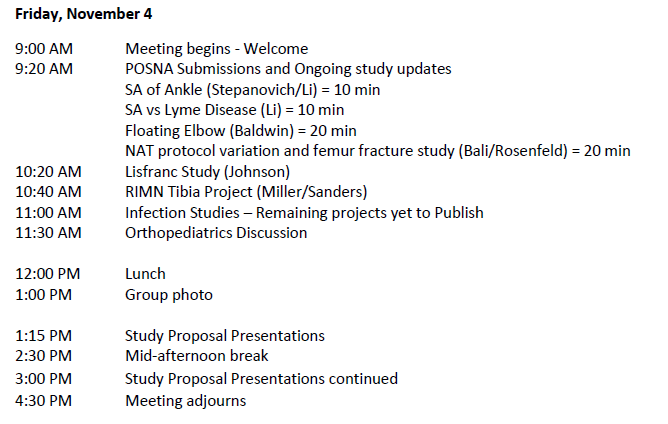 Friday, November 4
9:00 AM Meeting begins - Welcome
9:20 AM POSNA Submissions and Ongoing study updates
SA of Ankle (Stepanovich/Li) = 10 min
SA vs Lyme Disease (Li) = 10 min
Floating Elbow (Baldwin) = 20 min
NAT protocol variation and femur fracture study (Bali/Rosenfeld) = 20 min
10:20 AM Lisfranc Study (Johnson)
10:40 AM RIMN Tibia Project (Miller/Sanders)
11:00 AM Infection Studies – Remaining projects yet to Publish
11:30 AM Orthopediatrics Discussion
12:00 PM Lunch
1:00 PM Group photo
1:15 PM Study Proposal Presentations
2:30 PM Mid-afternoon break
3:00 PM Study Proposal Presentations continued
4:30 PM Meeting adjourns